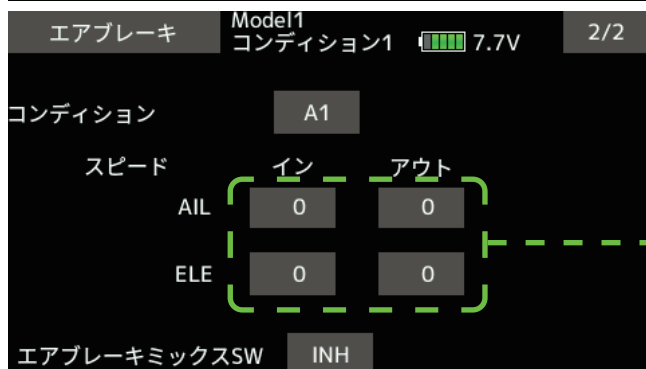 エアブレーキ
Model1
コンディション1
7.7V
2/2
コンディション
A1
スピード
イン
アウト
AIL
0
0
ELE
0
0
エアブレーキミックスSW
INH